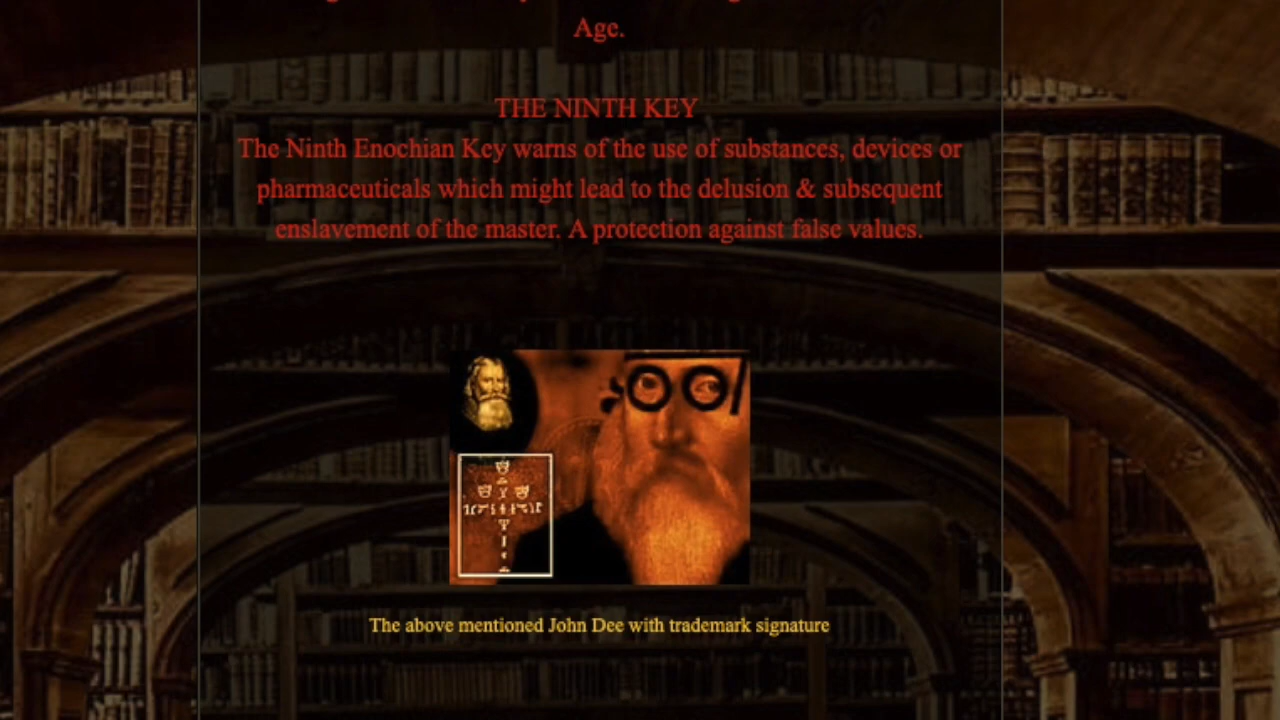 Age.
THE NINTH KEY
The Ninth Enochian Key warns of the use of substances, devices or
pharmaceuticals which might lead to the delusion & subsequent
enslavement of the master. A protection against false values.
The above mentioned John Dee with trademark signature